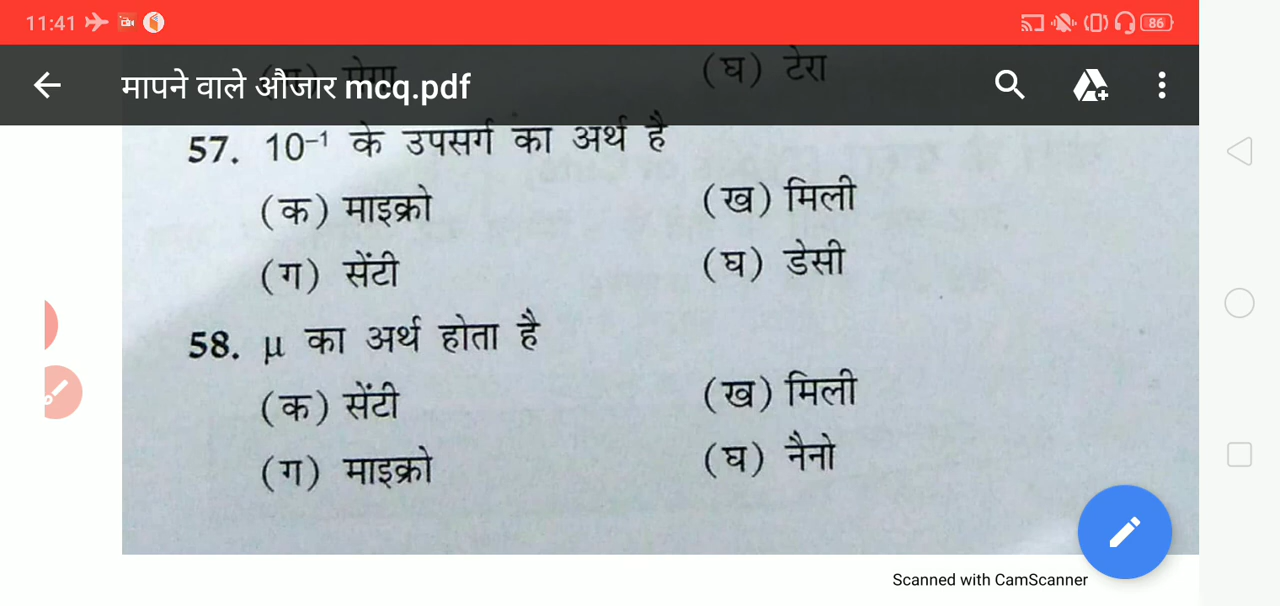 11:41
86
(घ) टेरा
मापने वाले औजार mcq.pdf
57. 10⁻¹ के उपसर्ग का अर्थ है
(क) माइक्रो (ख) मिली
(ग) सेंटी (घ) डेसी
58. μ का अर्थ होता है
(क) सेंटी (ख) मिली
(ग) माइक्रो (घ) नैनो
Scanned with CamScanner